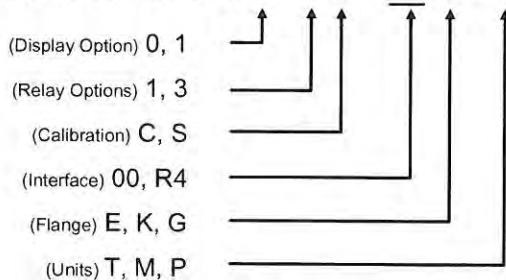 (Display Option) 0, 1
(Relay Options) 1, 3
(Calibration) C, S
(Interface) 00, R4
(Flange) E, K, G
(Units) T, M, P